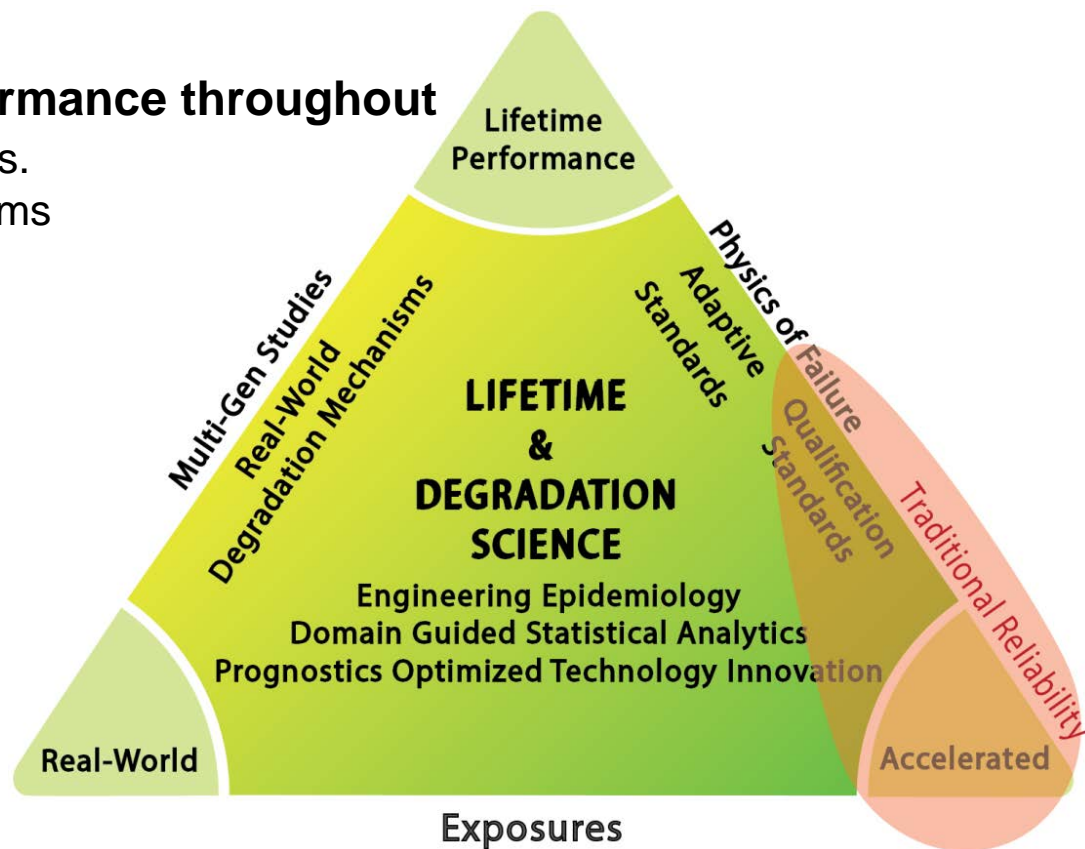 rmance throughout
s.
ms
Lifetime
Performance
Multi-Gen Studies
Real-World
Degradation Mechanisms
Physics of Failure
Adaptive
Standards
Qualification
Standards
Traditional Reliability
LIFETIME
&
DEGRADATION
SCIENCE
Engineering Epidemiology
Domain Guided Statistical Analytics
Prognostics Optimized Technology Innovation
Real-World
Accelerated
Exposures